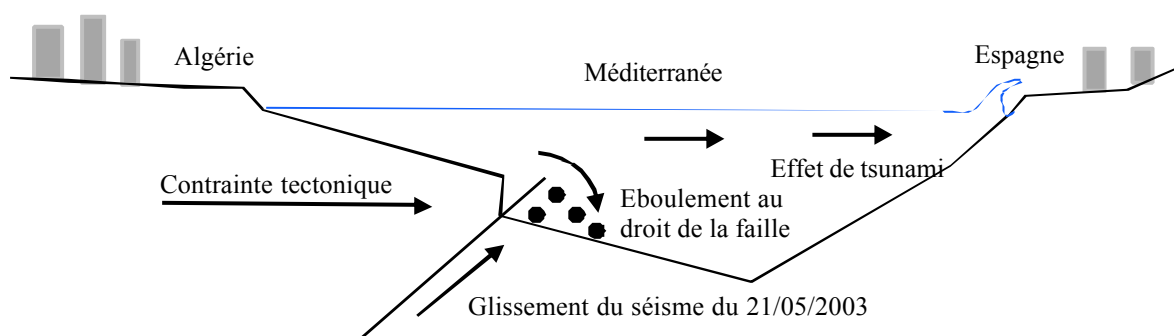 Algérie
Méditerranée
Espagne
Effet de tsunami
Contrainte tectonique
Eboulement au
droit de la faille
Glissement du séisme du 21/05/2003